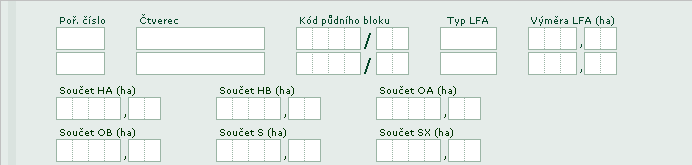 Poř. číslo Čtverec Kód půdního bloku Typ LFA Výměra LFA (ha)
/ ,
/ ,
Součet HA (ha) Součet HB (ha) Součet OA (ha)
, , ,
Součet OB (ha) Součet S (ha) Součet SX (ha)
, , ,